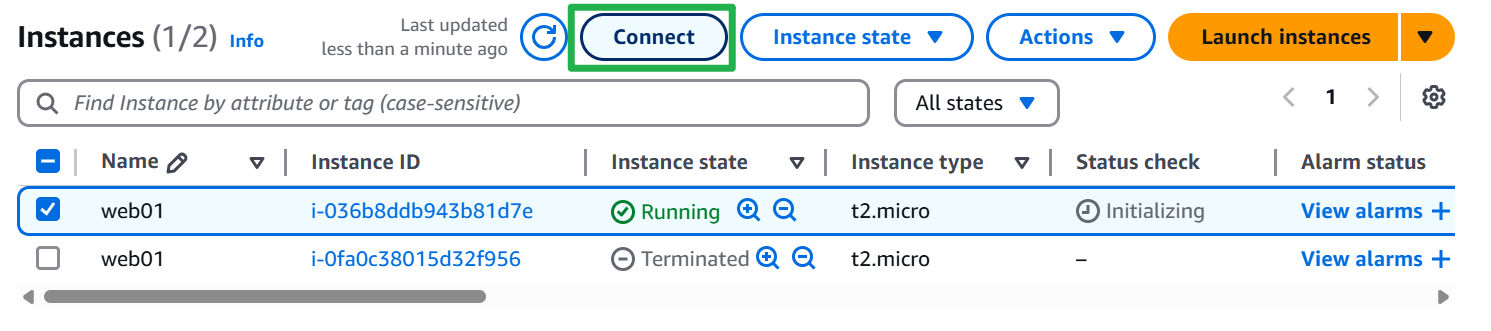 Instances (1/2) Info
Last updated
less than a minute ago
Connect
Instance state
Actions
Launch instances
Find Instance by attribute or tag (case-sensitive)
All states
1
Name Instance ID Instance state Instance type Status check Alarm status
web01 i-036b8ddb943b81d7e Running t2.micro Initializing View alarms +
web01 i-0fa0c38015d32f956 Terminated t2.micro – View alarms +